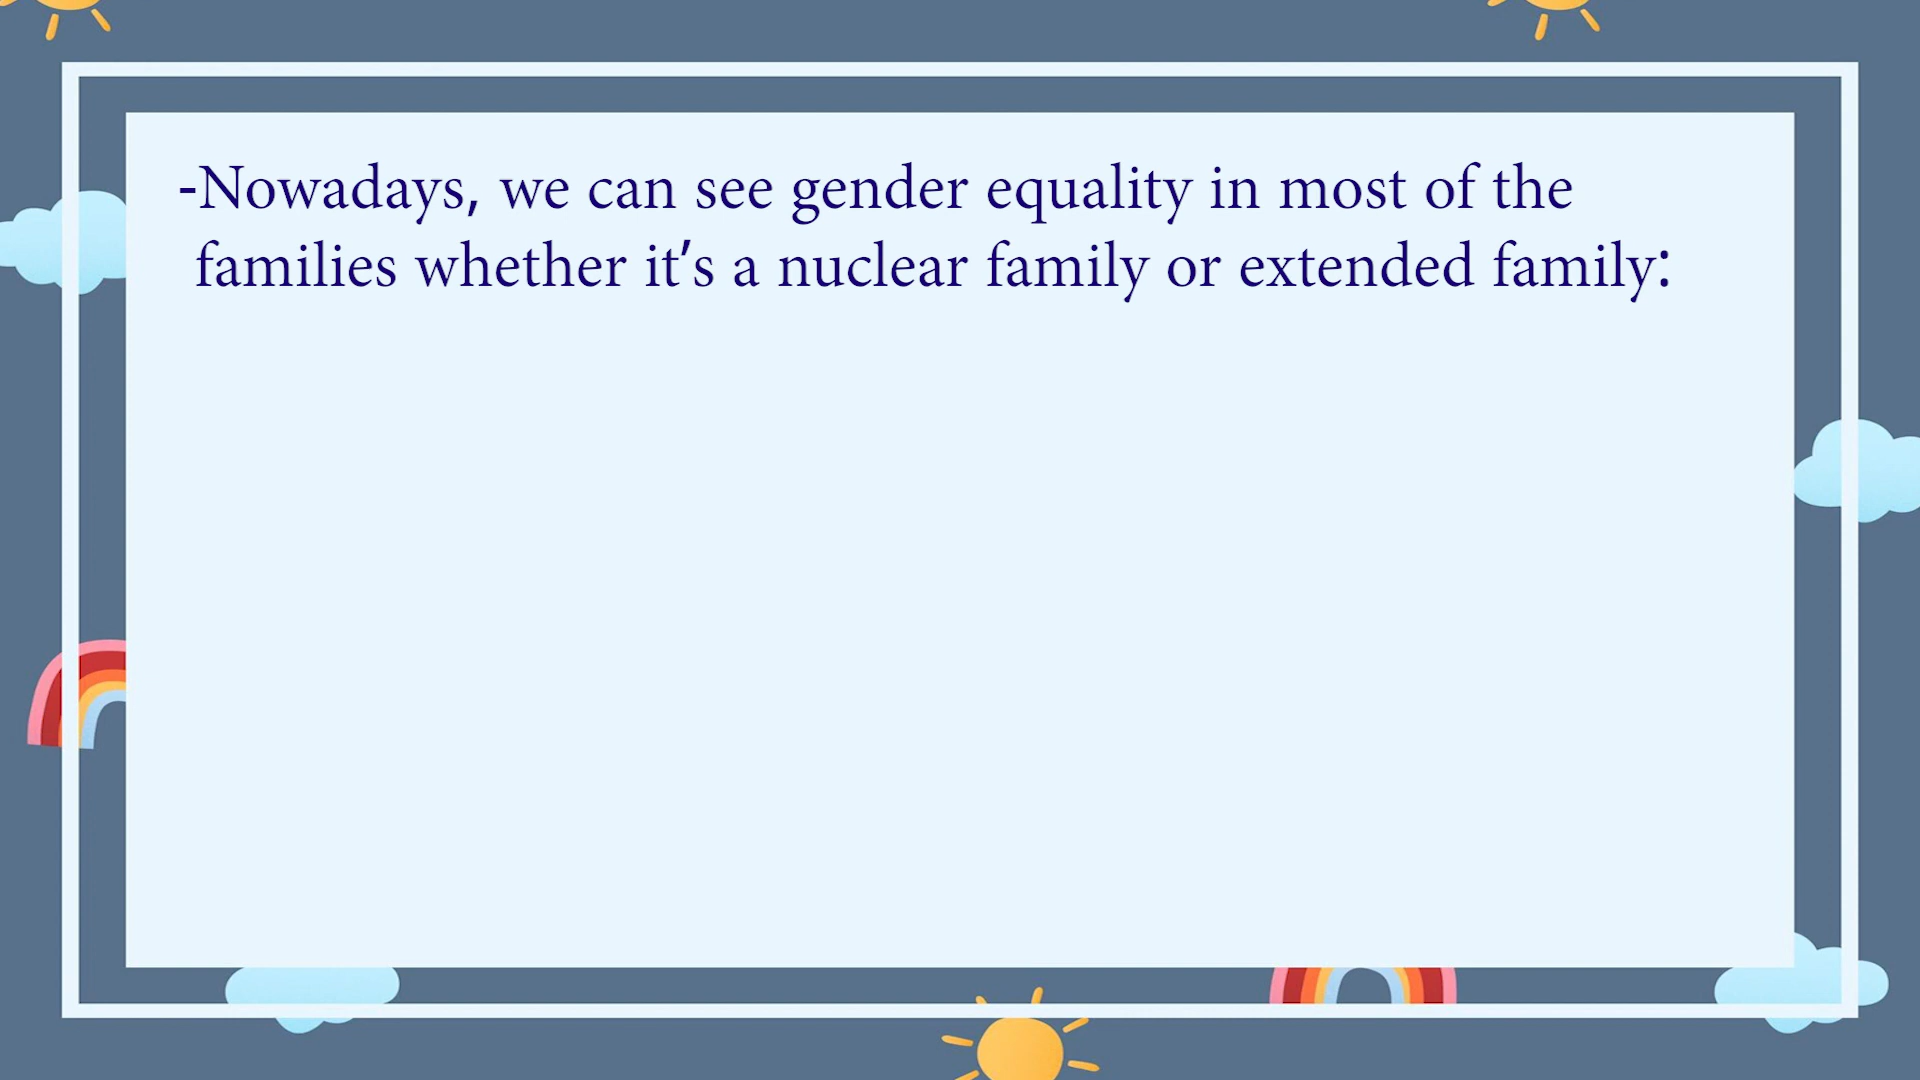 -Nowadays, we can see gender equality in most of the
families whether it's a nuclear family or extended family: